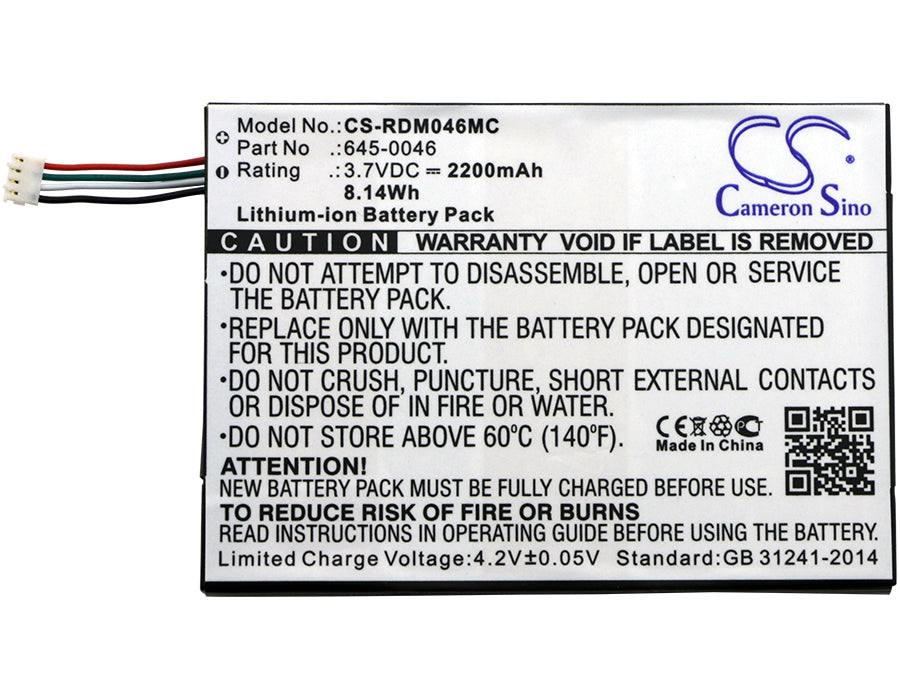 Model No.:CS-RDM046MC
Part No .:645-0046
Rating .:3.7VDC ⎓ 2200mAh
8.14Wh
Lithium-ion Battery Pack
CS
Cameron Sino
CAUTION WARRANTY VOID IF LABEL IS REMOVED
•DO NOT ATTEMPT TO DISASSEMBLE, OPEN OR SERVICE
THE BATTERY PACK.
•REPLACE ONLY WITH THE BATTERY PACK DESIGNATED
FOR THIS PRODUCT.
•DO NOT CRUSH, PUNCTURE, SHORT EXTERNAL CONTACTS
OR DISPOSE OF IN FIRE OR WATER.
•DO NOT STORE ABOVE 60ºC (140ºF).
CE
Made In China
ATTENTION!
NEW BATTERY PACK MUST BE FULLY CHARGED BEFORE USE.
TO REDUCE RISK OF FIRE OR BURNS
READ INSTRUCTIONS IN OPERATING GUIDE BEFORE USING THE BATTERY.
Limited Charge Voltage:4.2V±0.05V Standard:GB 31241-2014